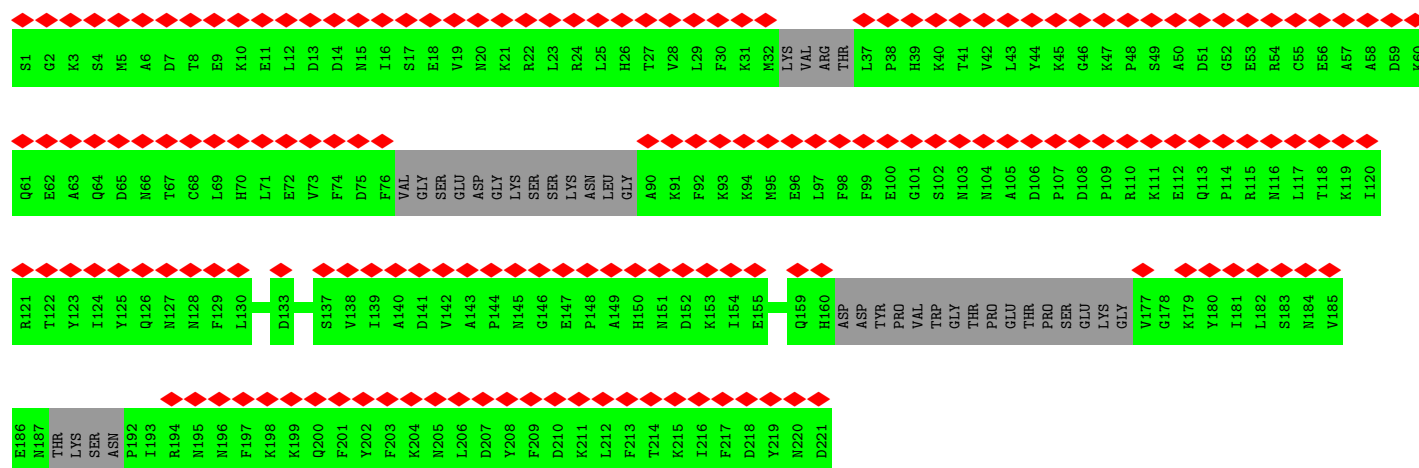 S1 G2 K3 S4 M5 A6 D7 T8 E9 K10 E11 L12 D13 D14 N15 I16 S17 E18 V19 N20 K21 R22 L23 R24 L25 H26 T27 V28 L29 F30 K31 M32 LYS VAL ARG THR L37 P38 H39 K40 T41 V42 L43 Y44 K45 G46 K47 P48 S49 A50 D51 G52 E53 R54 C55 E56 A57 A58 D59 K60
Q61 E62 A63 Q64 D65 N66 T67 C68 L69 H70 L71 E72 V73 F74 D75 F76 VAL GLY SER GLU ASP GLY LYS SER SER LYS ASN LEU GLY A90 K91 F92 K93 K94 M95 E96 L97 F98 F99 E100 G101 S102 N103 N104 A105 D106 P107 D108 P109 R110 K111 E112 Q113 P114 R115 N116 L117 T118 K119 I120
R121 T122 Y123 I124 Y125 Q126 N127 N128 F129 L130 D133 S137 V138 I139 A140 D141 V142 A143 P144 N145 G146 E147 P148 A149 H150 N151 D152 K153 I154 E155 Q159 H160 ASP ASP TYR PRO VAL TRP GLY THR PRO GLU THR PRO SER GLU LYS GLY V177 G178 K179 Y180 I181 L182 S183 N184 V185
E186 N187 THR LYS SER ASN P192 I193 R194 N195 N196 F197 K198 K199 Q200 F201 Y202 F203 K204 N205 L206 D207 Y208 F209 D210 K211 L212 F213 T214 K215 I216 F217 D218 Y219 N220 D221